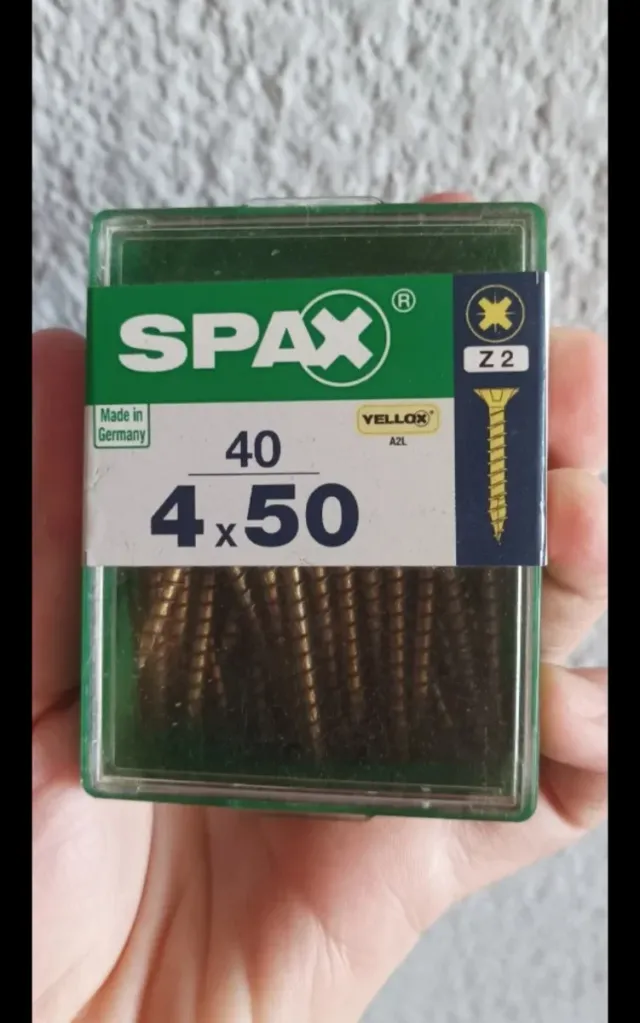 SPAX®
Z 2
Made in
Germany
YELLOX®
A2L
40
4 x 50